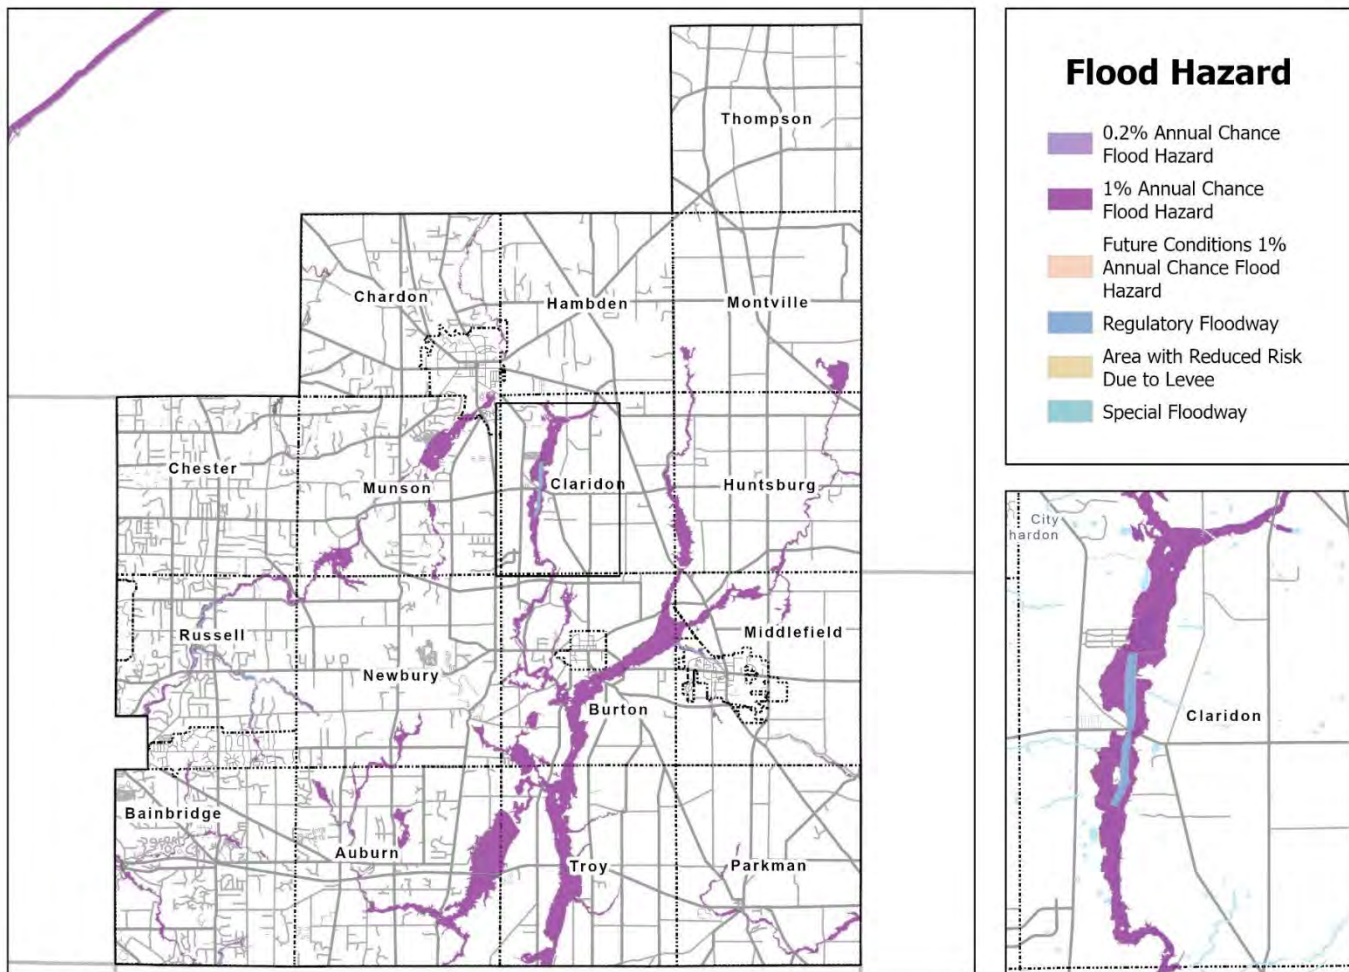 Thompson
Chardon
Hambden
Montville
Chester
Munson
Claridon
Huntsburg
Russell
Newbury
Middlefield
Burton
Bainbridge
Auburn
Troy
Parkman
Flood Hazard
0.2% Annual Chance
Flood Hazard
1% Annual Chance
Flood Hazard
Future Conditions 1%
Annual Chance Flood
Hazard
Regulatory Floodway
Area with Reduced Risk
Due to Levee
Special Floodway
City
hardon
Claridon